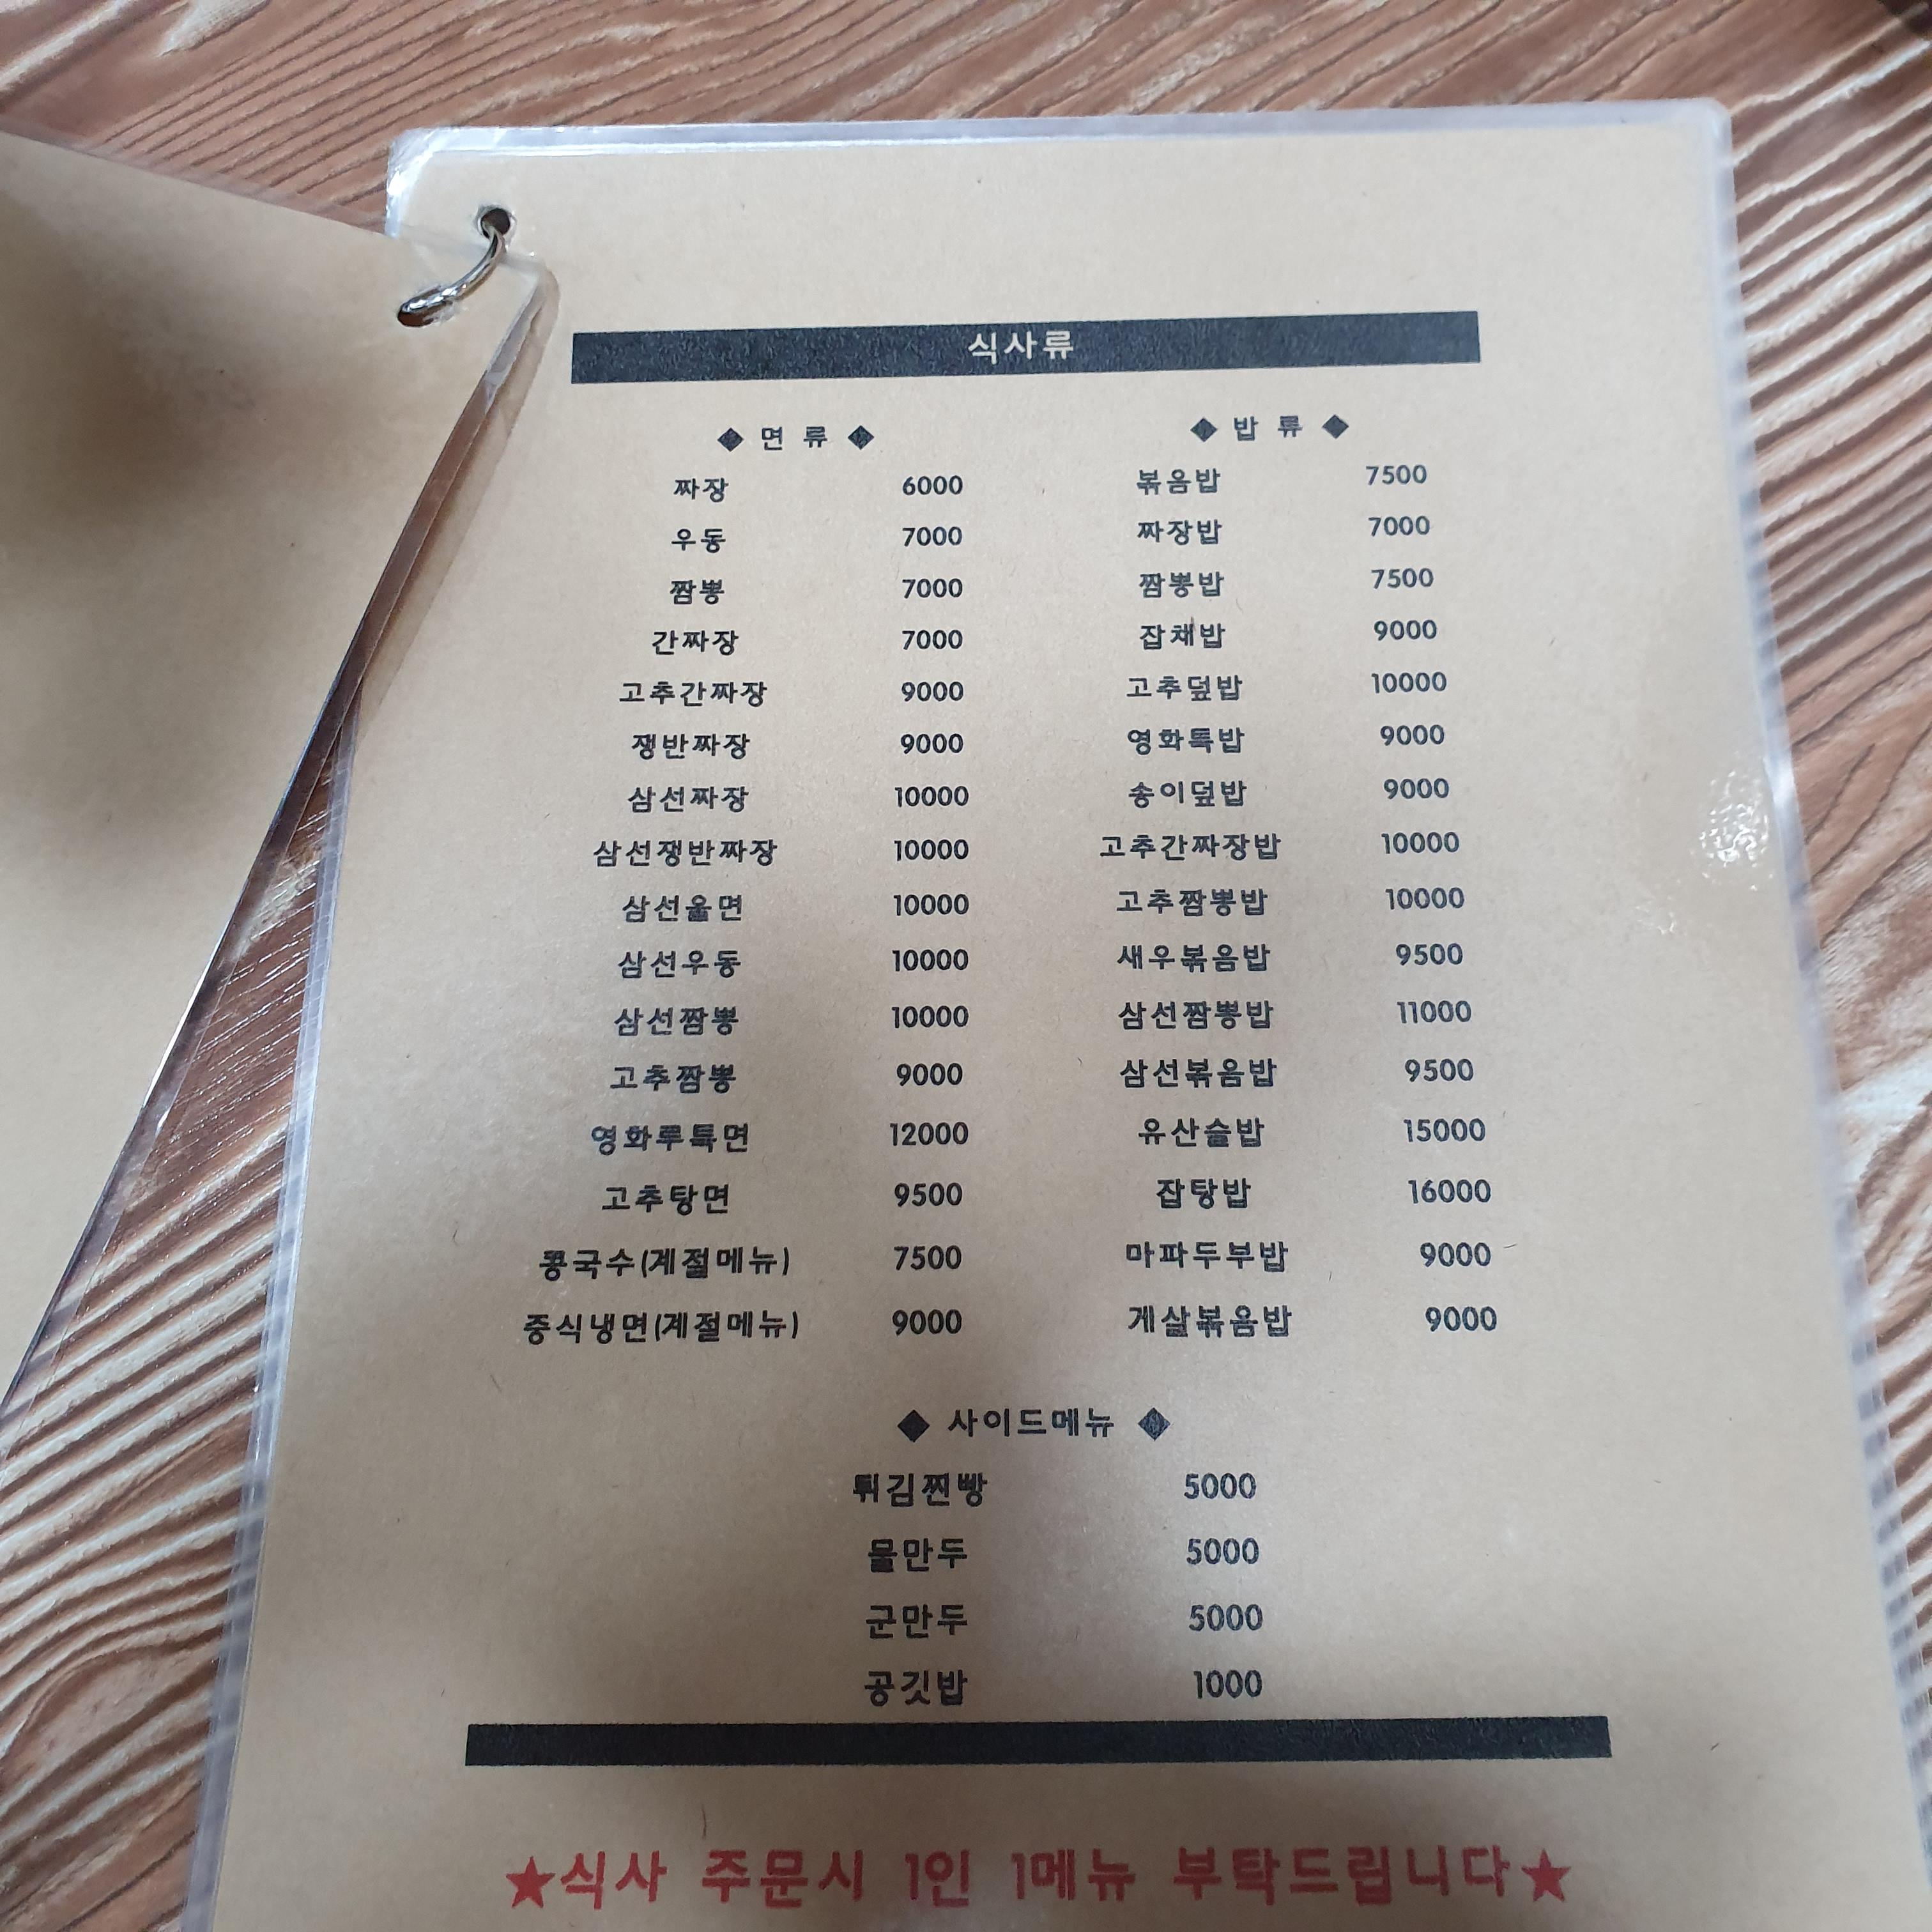 식사류
◆ 면 류 ◆
짜장 6000
우동 7000
짬뽕 7000
간짜장 7000
고추간짜장 9000
쟁반짜장 9000
삼선짜장 10000
삼선쟁반짜장 10000
삼선울면 10000
삼선우동 10000
삼선짬뽕 10000
고추짬뽕 9000
영화루특면 12000
고추탕면 9500
콩국수(계절메뉴) 7500
중식냉면(계절메뉴) 9000
◆ 밥 류 ◆
볶음밥 7500
짜장밥 7000
짬뽕밥 7500
잡채밥 9000
고추덮밥 10000
영화특밥 9000
송이덮밥 9000
고추간짜장밥 10000
고추짬뽕밥 10000
새우볶음밥 9500
삼선짬뽕밥 11000
삼선볶음밥 9500
유산슬밥 15000
잡탕밥 16000
마파두부밥 9000
게살볶음밥 9000
◆ 사이드메뉴 ◆
튀김찐빵 5000
물만두 5000
군만두 5000
공깃밥 1000
★식사 주문시 1인 1메뉴 부탁드립니다★